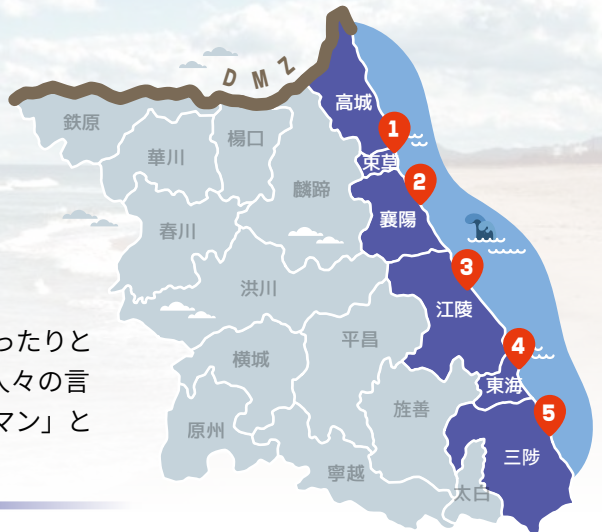 DMZ
高城
鉄原
1
楊口
華川
束草
2
麟蹄
襄陽
春川
3
洪川
江陵
ったりと
平昌
4
人々の言
横城
東海
マン」と
旌善
5
原州
三陟
寧越
太白